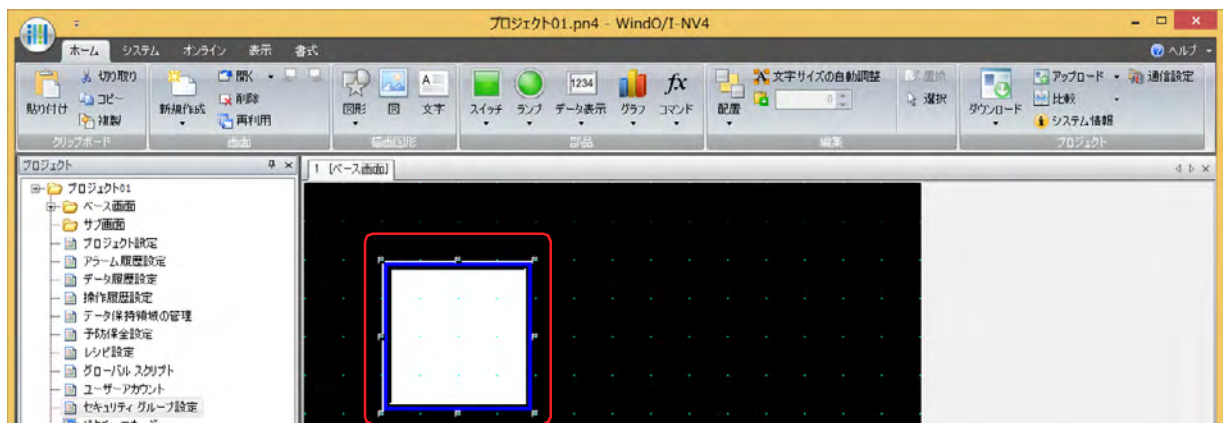 プロジェクト01.pn4 - WindO/I-NV4
ホーム システム オンライン 表示 書式 ヘルプ
貼り付け 切り取り コピー 複製 新規作成 開く 削除 再利用 図形 図 文字 スイッチ ランプ データ表示 1234 グラフ fx コマンド 配置 文字サイズの自動調整 0 置換 選択 ダウンロード アップロード 比較 システム情報 通信設定
クリップボード 画面 描画図形 部品 編集 プロジェクト
プロジェクト 1 [ベース画面]
プロジェクト01
ベース画面
サブ画面
プロジェクト設定
アラーム履歴設定
データ履歴設定
操作履歴設定
データ保持領域の管理
予防保全設定
レシピ設定
グローバル スクリプト
ユーザーアカウント
セキュリティ グループ設定